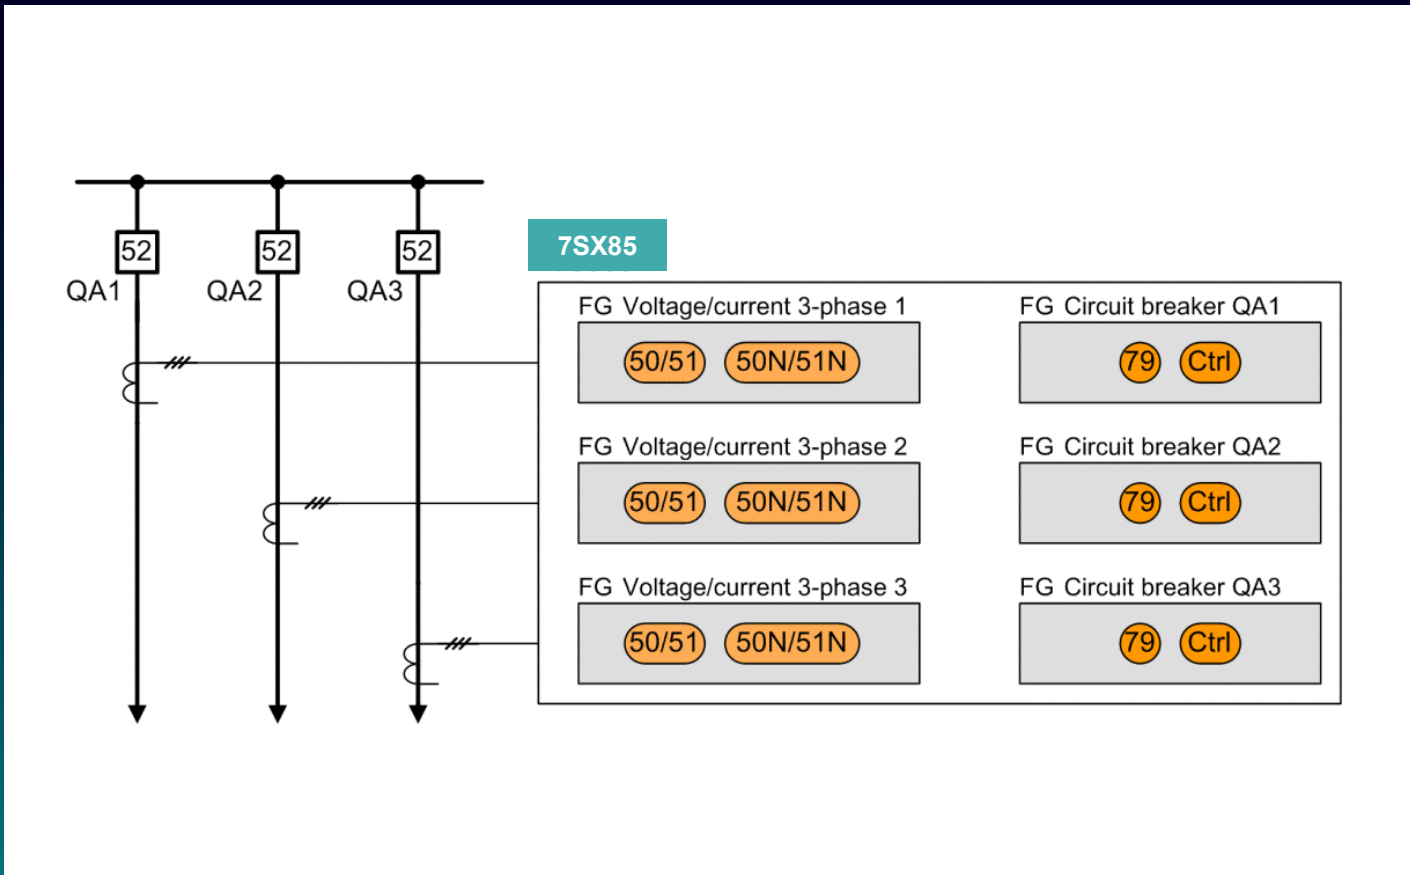 52 52 52
QA1 QA2 QA3
7SX85
FG Voltage/current 3-phase 1
50/51 50N/51N
FG Circuit breaker QA1
79 Ctrl
FG Voltage/current 3-phase 2
50/51 50N/51N
FG Circuit breaker QA2
79 Ctrl
FG Voltage/current 3-phase 3
50/51 50N/51N
FG Circuit breaker QA3
79 Ctrl